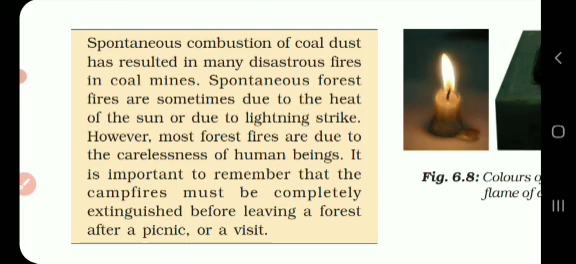 Spontaneous combustion of coal dust
has resulted in many disastrous fires
in coal mines. Spontaneous forest
fires are sometimes due to the heat
of the sun or due to lightning strike.
However, most forest fires are due to
the carelessness of human beings. It
is important to remember that the
campfires must be completely
extinguished before leaving a forest
after a picnic, or a visit.
Fig. 6.8: Colours
flame of